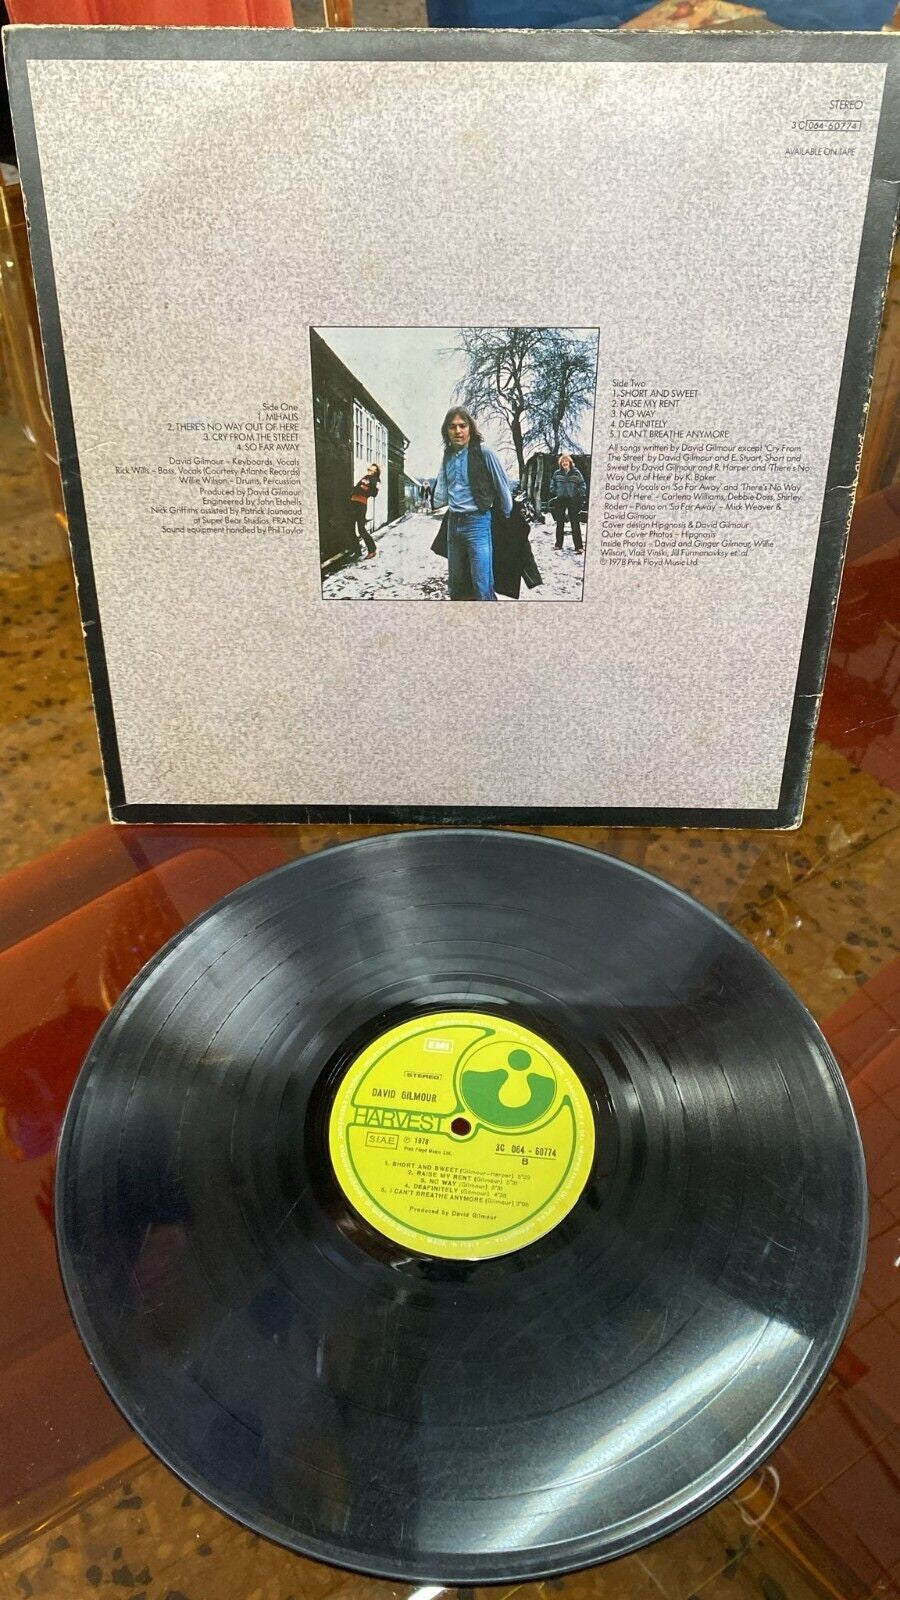 STEREO
3C 064-60774
AVAILABLE ON TAPE
Side One
1. MIHALIS
2. THERE'S NO WAY OUT OF HERE
3. CRY FROM THE STREET
4. SO FAR AWAY
David Gilmour – Keyboards, Vocals
Rick Wills – Bass, Vocals (Courtesy Atlantic Records)
Willie Wilson – Drums, Percussion
Produced by David Gilmour
Engineered by John Etchells
Nick Griffiths assisted by Patrick Jauneaud
at Super Bear Studios, FRANCE
Sound equipment handled by Phil Taylor
Side Two
1. SHORT AND SWEET
2. RAISE MY RENT
3. NO WAY
4. DEAFINITELY
5. I CAN'T BREATHE ANYMORE
All songs written by David Gilmour except 'Cry From
The Street' by David Gilmour and E. Stuart, Short and
Sweet by David Gilmour and R. Harper and 'There's No
Way Out of Here' by K. Baker
Backing Vocals on 'So Far Away' and 'There's No Way
Out Of Here' – Carlena Williams, Debbie Doss, Shirley
Roden – Piano on 'So Far Away' – Mick Weaver &
David Gilmour
Cover design Hipgnosis & David Gilmour
Outer Cover Photos – Hipgnosis
Inside Photos – David and Ginger Gilmour, Willie
Wilson, Vlad Vinski, Jill Furmanovksy et. al.
℗ 1978 Pink Floyd Music Ltd.
EMI
STEREO
DAVID GILMOUR
HARVEST
S.I.A.E.
℗ 1978
Pink Floyd Music Ltd.
3C 064 - 60774
B
1. SHORT AND SWEET (Gilmour-Harper) 5'29
2. RAISE MY RENT (Gilmour) 5'31
3. NO WAY (Gilmour) 5'31
4. DEAFINITELY (Gilmour) 4'28
5. I CAN'T BREATHE ANYMORE (Gilmour) 3'08
Produced by David Gilmour